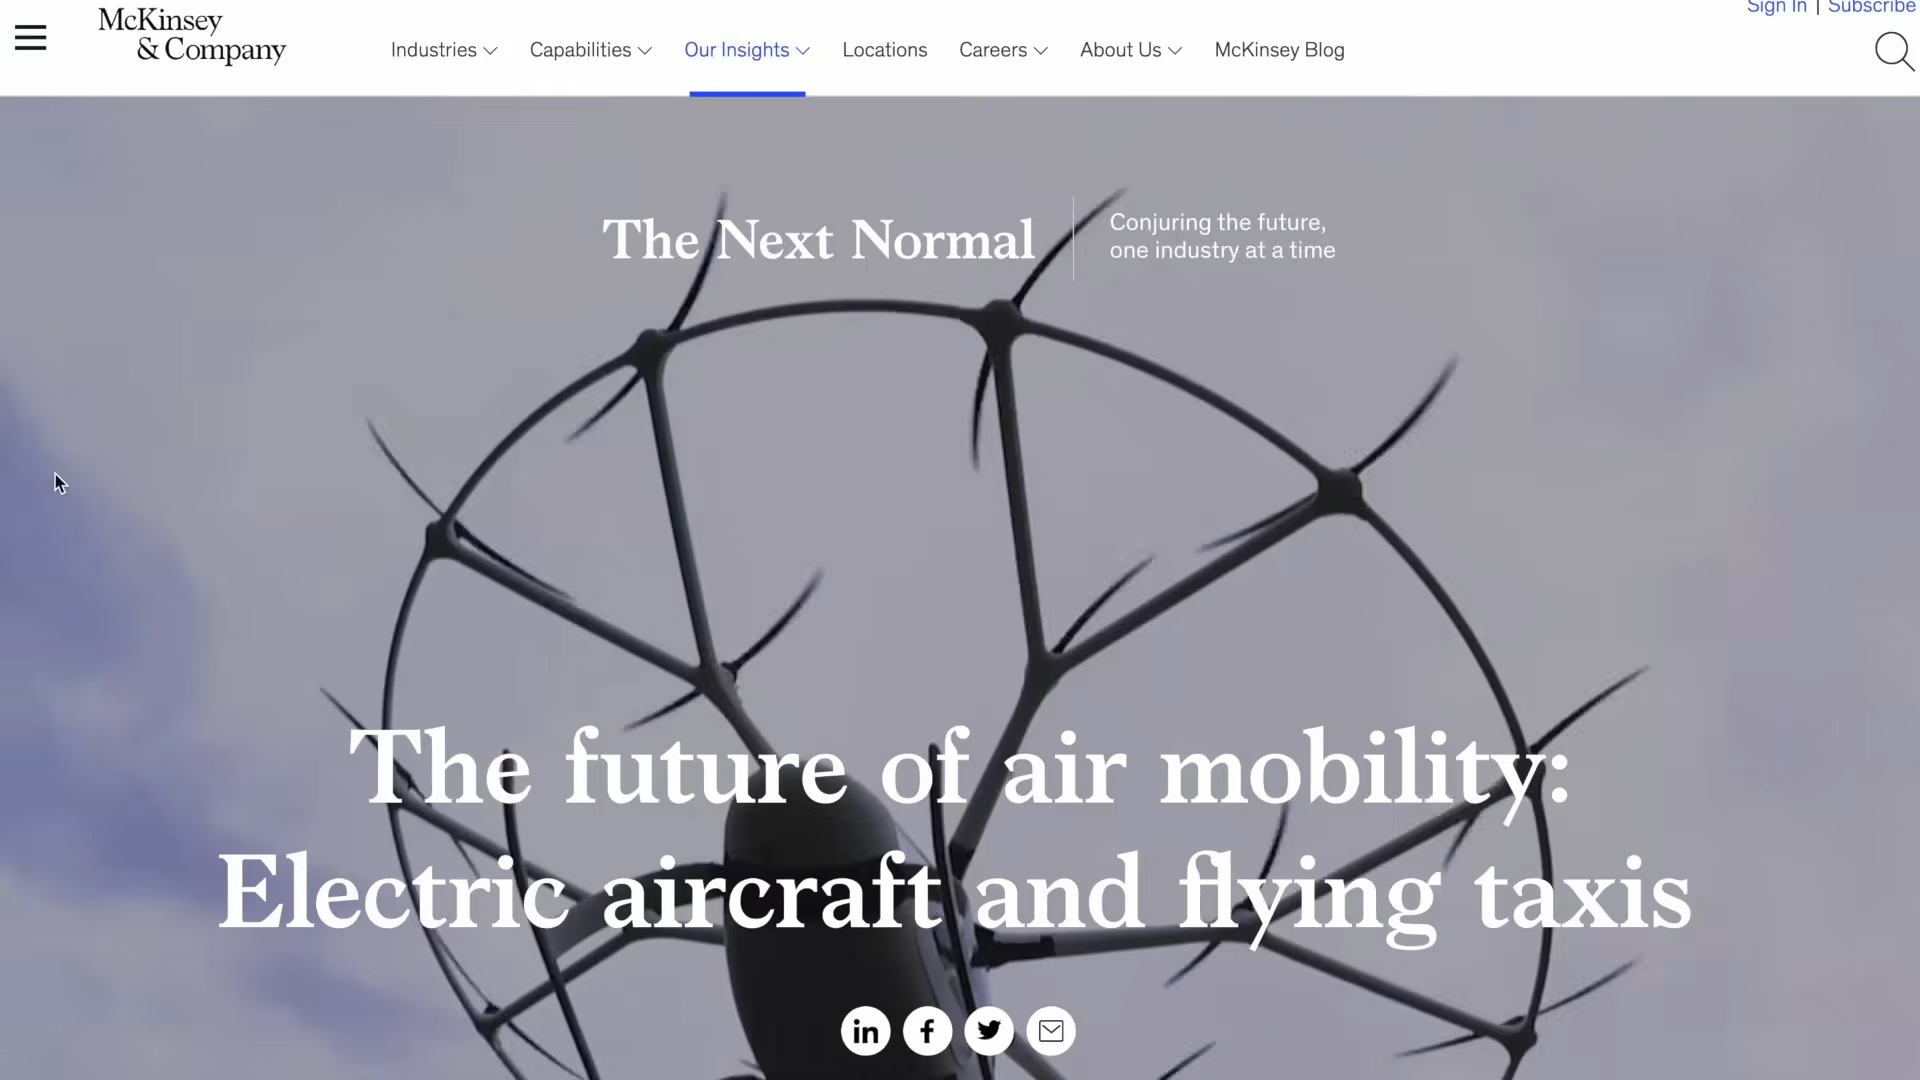 McKinsey
& Company
Sign In | Subscribe
Industries
Capabilities
Our Insights
Locations
Careers
About Us
McKinsey Blog
The Next Normal
Conjuring the future,
one industry at a time
The future of air mobility:
Electric aircraft and flying taxis
in
f